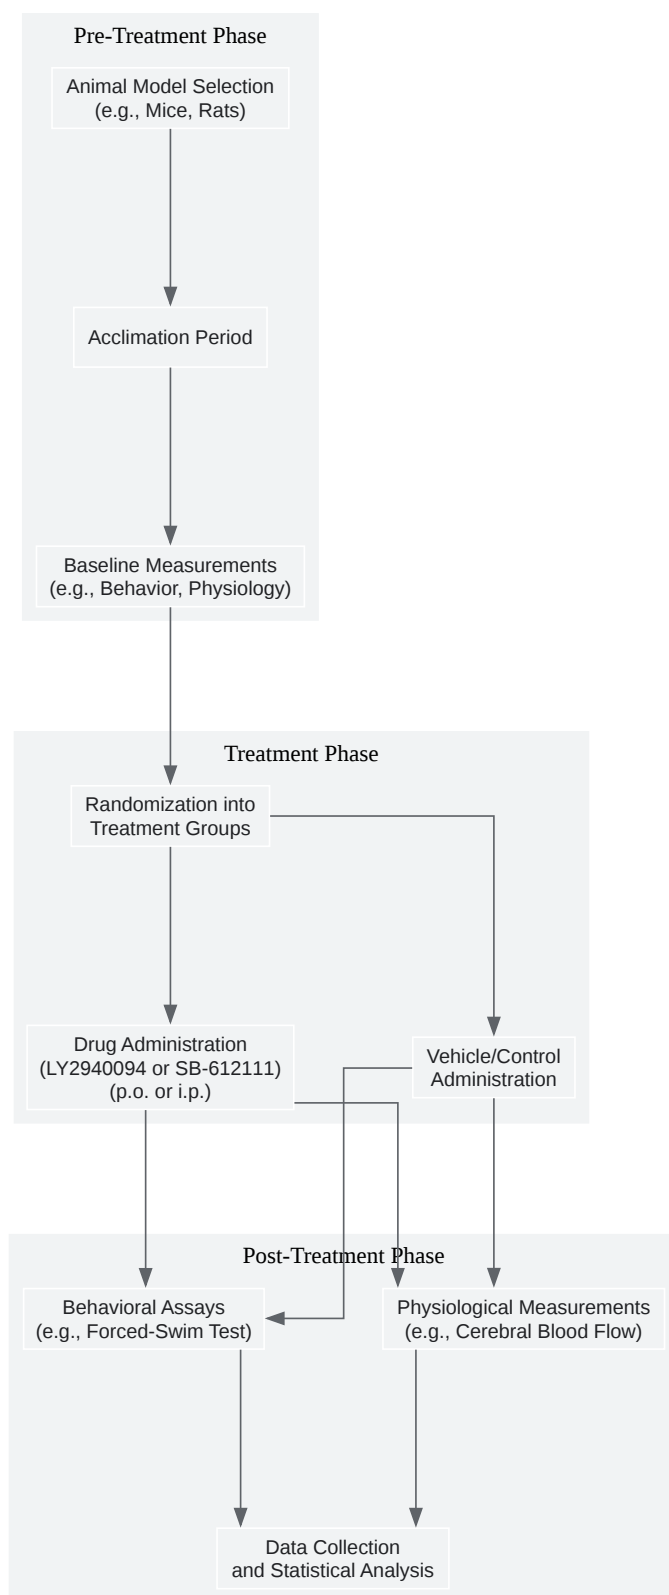 Pre-Treatment Phase
Animal Model Selection
(e.g., Mice, Rats)
Acclimation Period
Baseline Measurements
(e.g., Behavior, Physiology)
Treatment Phase
Randomization into
Treatment Groups
Drug Administration
(LY2940094 or SB-612111)
(p.o. or i.p.)
Vehicle/Control
Administration
Post-Treatment Phase
Behavioral Assays
(e.g., Forced-Swim Test)
Physiological Measurements
(e.g., Cerebral Blood Flow)
Data Collection
and Statistical Analysis